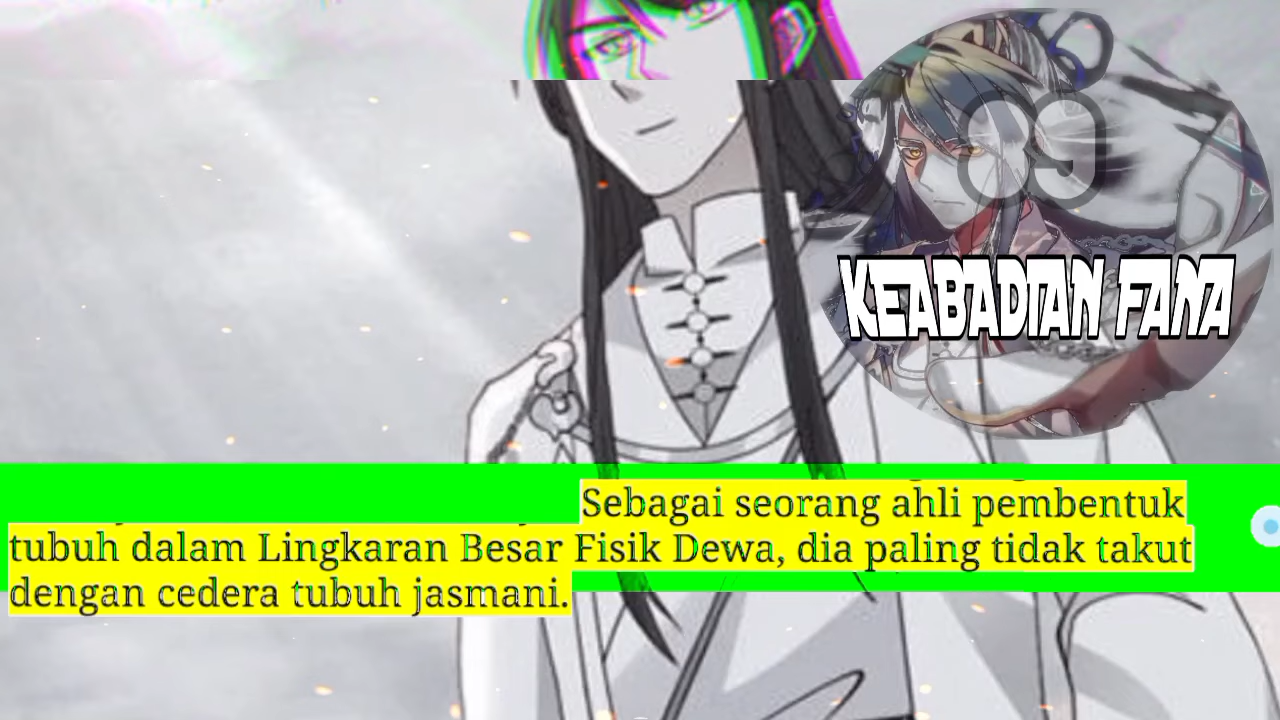 KEABADIAN FANA
Sebagai seorang ahli pembentuk
tubuh dalam Lingkaran Besar Fisik Dewa, dia paling tidak takut
dengan cedera tubuh jasmani.